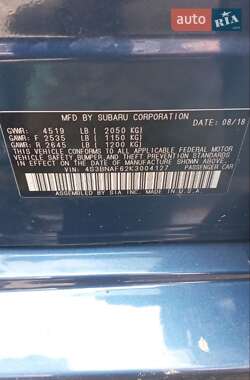 AUTO RIA
MFD BY SUBARU CORPORATION
DATE: 08/18
GVWR: 4519 LB ( 2050 KG)
GAWR: F 2535 LB ( 1150 KG)
GAWR: R 2645 LB ( 1200 KG)
THIS VEHICLE CONFORMS TO ALL APPLICABLE FEDERAL MOTOR
VEHICLE SAFETY, BUMPER, AND THEFT PREVENTION STANDARDS
IN EFFECT ON THE DATE OF MANUFACTURE SHOWN ABOVE.
VIN: 4S3BNAF62K3004127 PASSENGER CAR
ASSEMBLED BY SIA INC. MADE IN U.S.A.